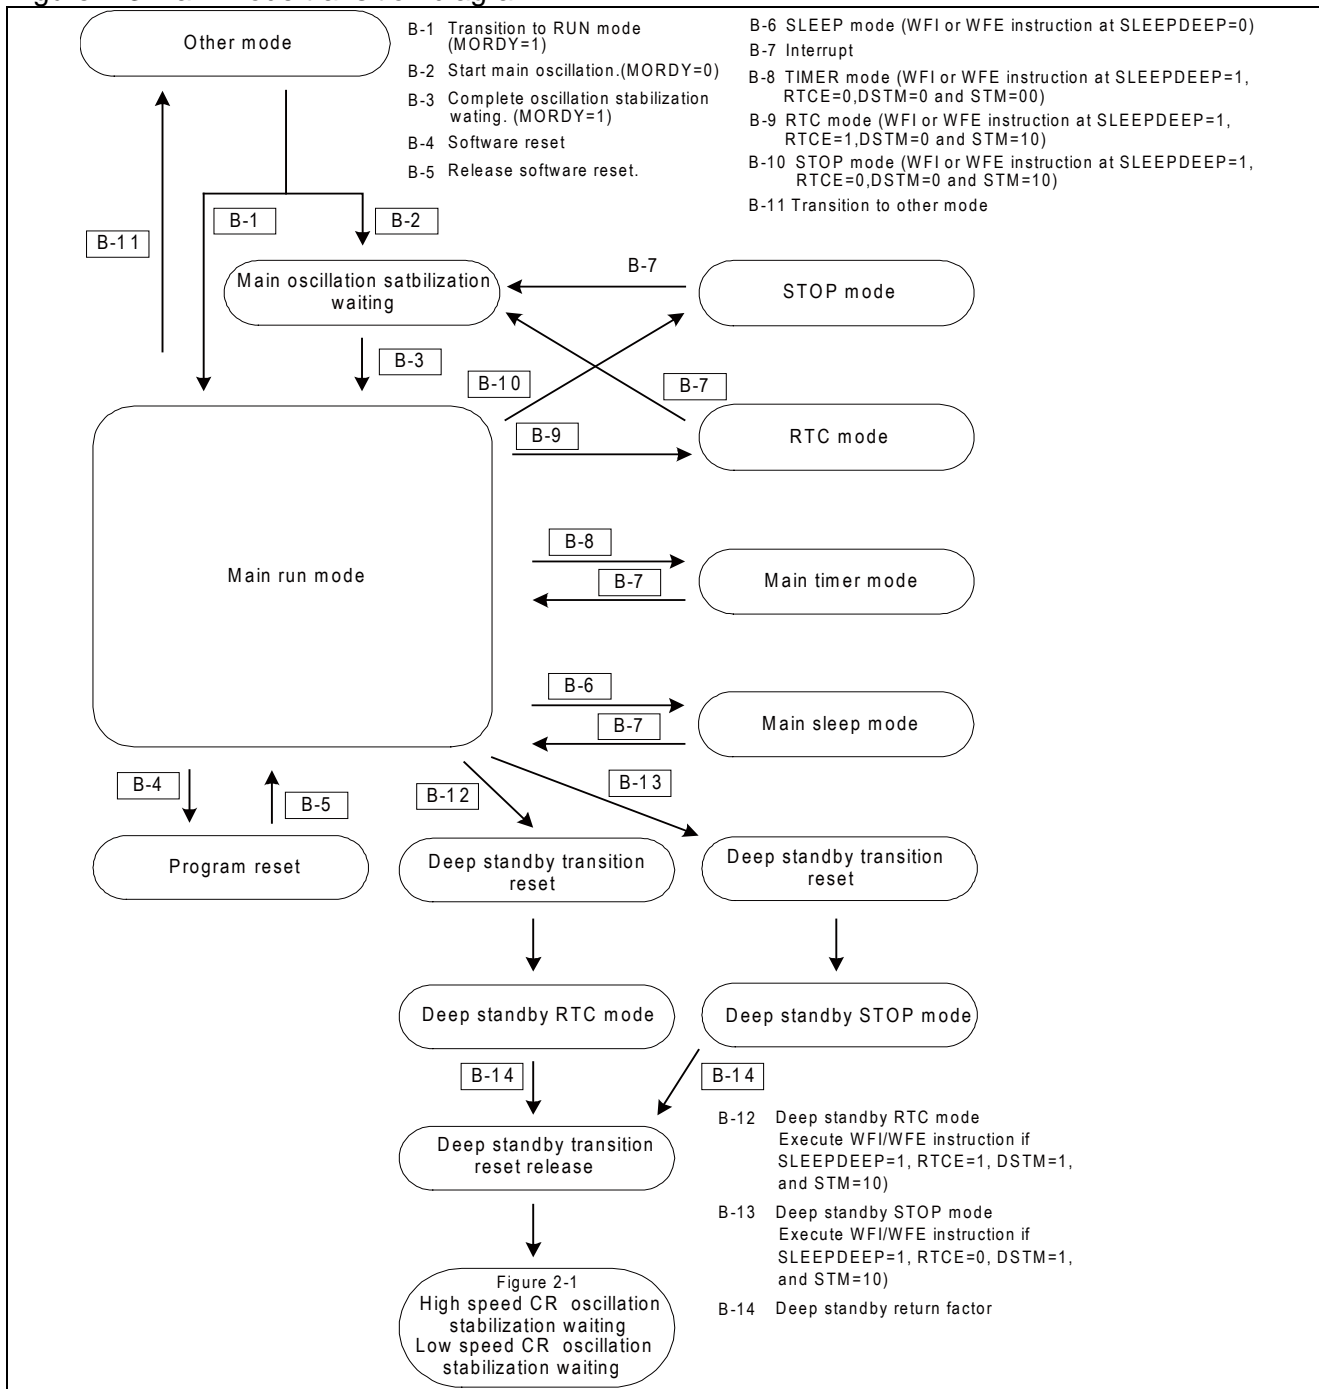 Other mode
B-1 Transition to RUN mode
(MORDY=1)
B-2 Start main oscillation.(MORDY=0)
B-3 Complete oscillation stabilization
wating. (MORDY=1)
B-4 Software reset
B-5 Release software reset.
B-6 SLEEP mode (WFI or WFE instruction at SLEEPDEEP=0)
B-7 Interrupt
B-8 TIMER mode (WFI or WFE instruction at SLEEPDEEP=1,
RTCE=0,DSTM=0 and STM=00)
B-9 RTC mode (WFI or WFE instruction at SLEEPDEEP=1,
RTCE=1,DSTM=0 and STM=10)
B-10 STOP mode (WFI or WFE instruction at SLEEPDEEP=1,
RTCE=0,DSTM=0 and STM=10)
B-11 Transition to other mode
B-11
B-1
B-2
Main oscillation satbilization
waiting
B-7
STOP mode
B-3
B-10
B-7
B-9
RTC mode
Main run mode
B-8
B-7
Main timer mode
B-6
B-7
Main sleep mode
B-4
B-5
B-12
B-13
Program reset
Deep standby transition
reset
Deep standby transition
reset
Deep standby RTC mode
Deep standby STOP mode
B-14
B-14
Deep standby transition
reset release
B-12 Deep standby RTC mode
Execute WFI/WFE instruction if
SLEEPDEEP=1, RTCE=1, DSTM=1,
and STM=10)
B-13 Deep standby STOP mode
Execute WFI/WFE instruction if
SLEEPDEEP=1, RTCE=0, DSTM=1,
and STM=10)
B-14 Deep standby return factor
Figure 2-1
High speed CR oscillation
stabilization waiting
Low speed CR oscillation
stabilization waiting